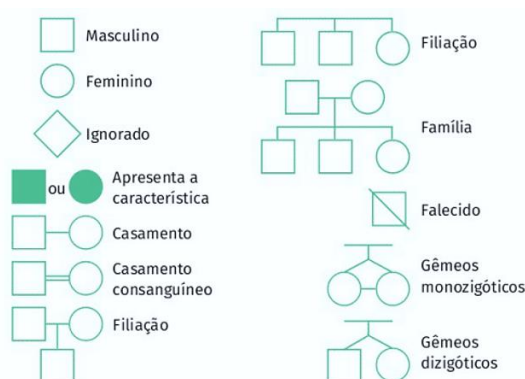 Masculino
Feminino
Ignorado
ou
Apresenta a
característica
Casamento
Casamento
consanguíneo
Filiação
Filiação
Família
Falecido
Gêmeos
monozigóticos
Gêmeos
dizigóticos